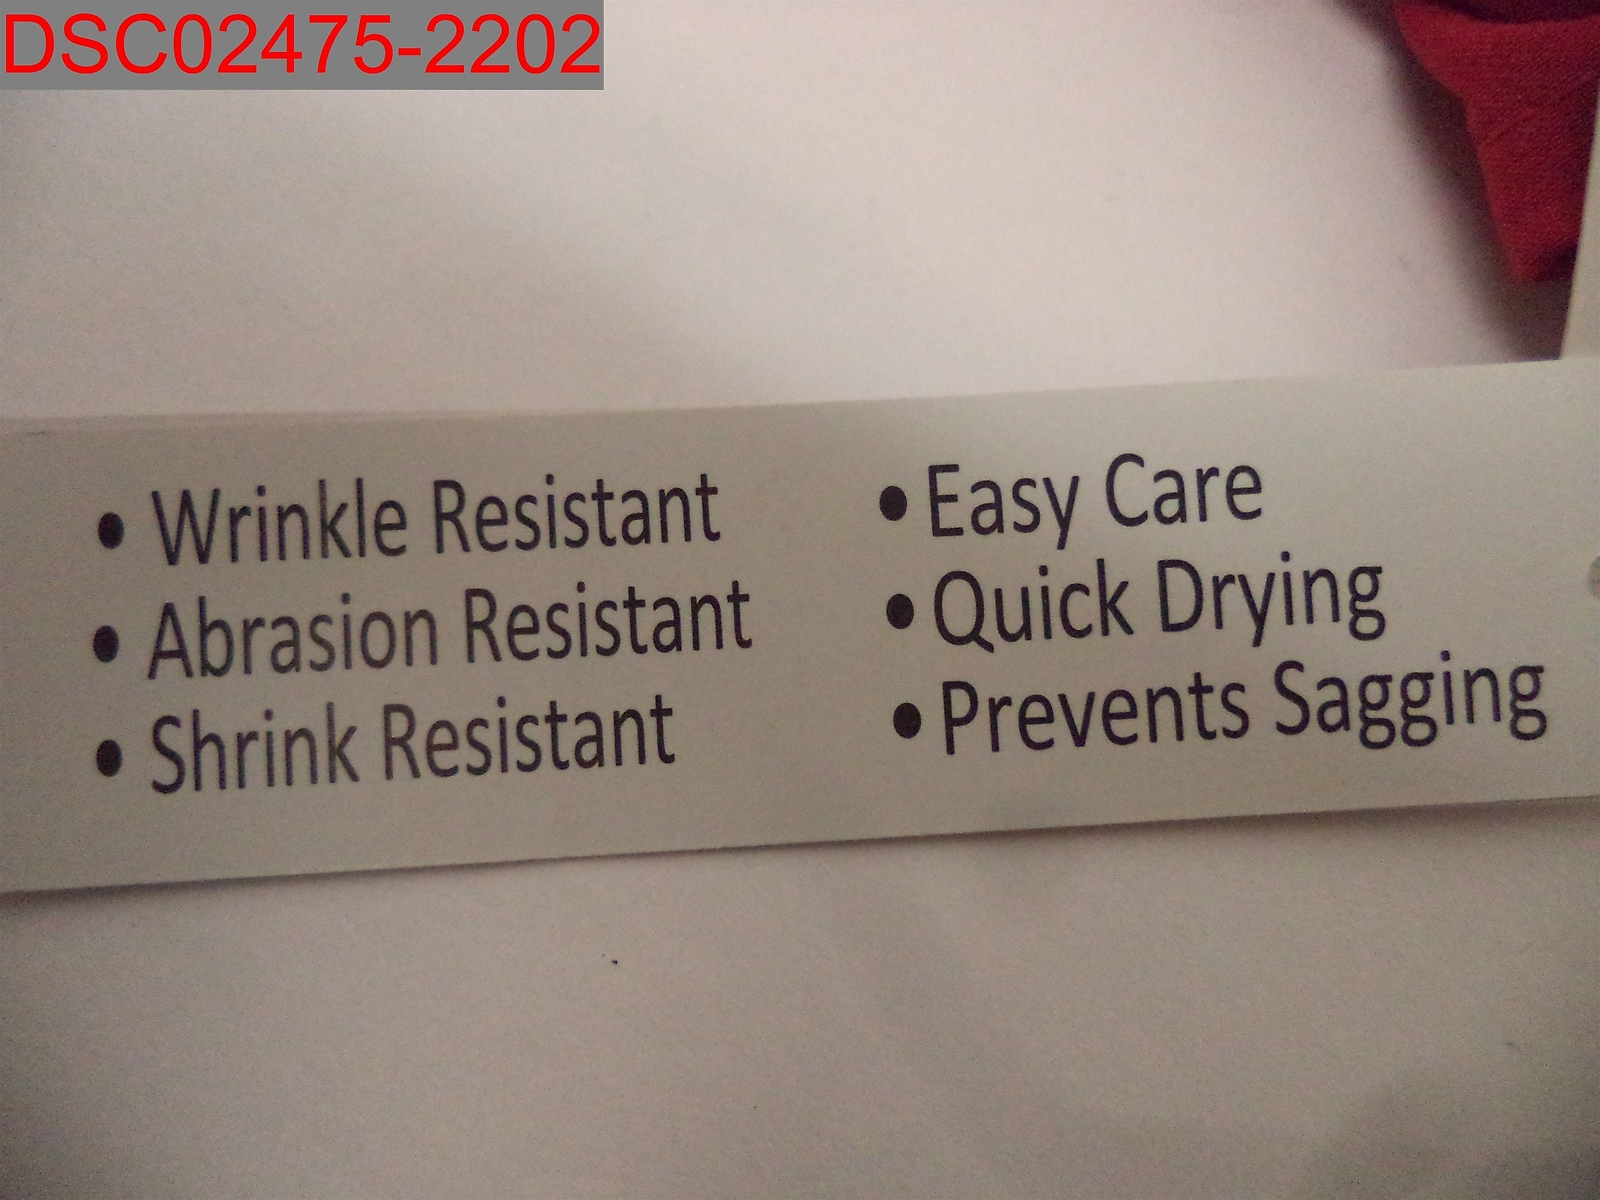 DSC02475-2202
• Wrinkle Resistant
• Abrasion Resistant
• Shrink Resistant
• Easy Care
• Quick Drying
• Prevents Sagging